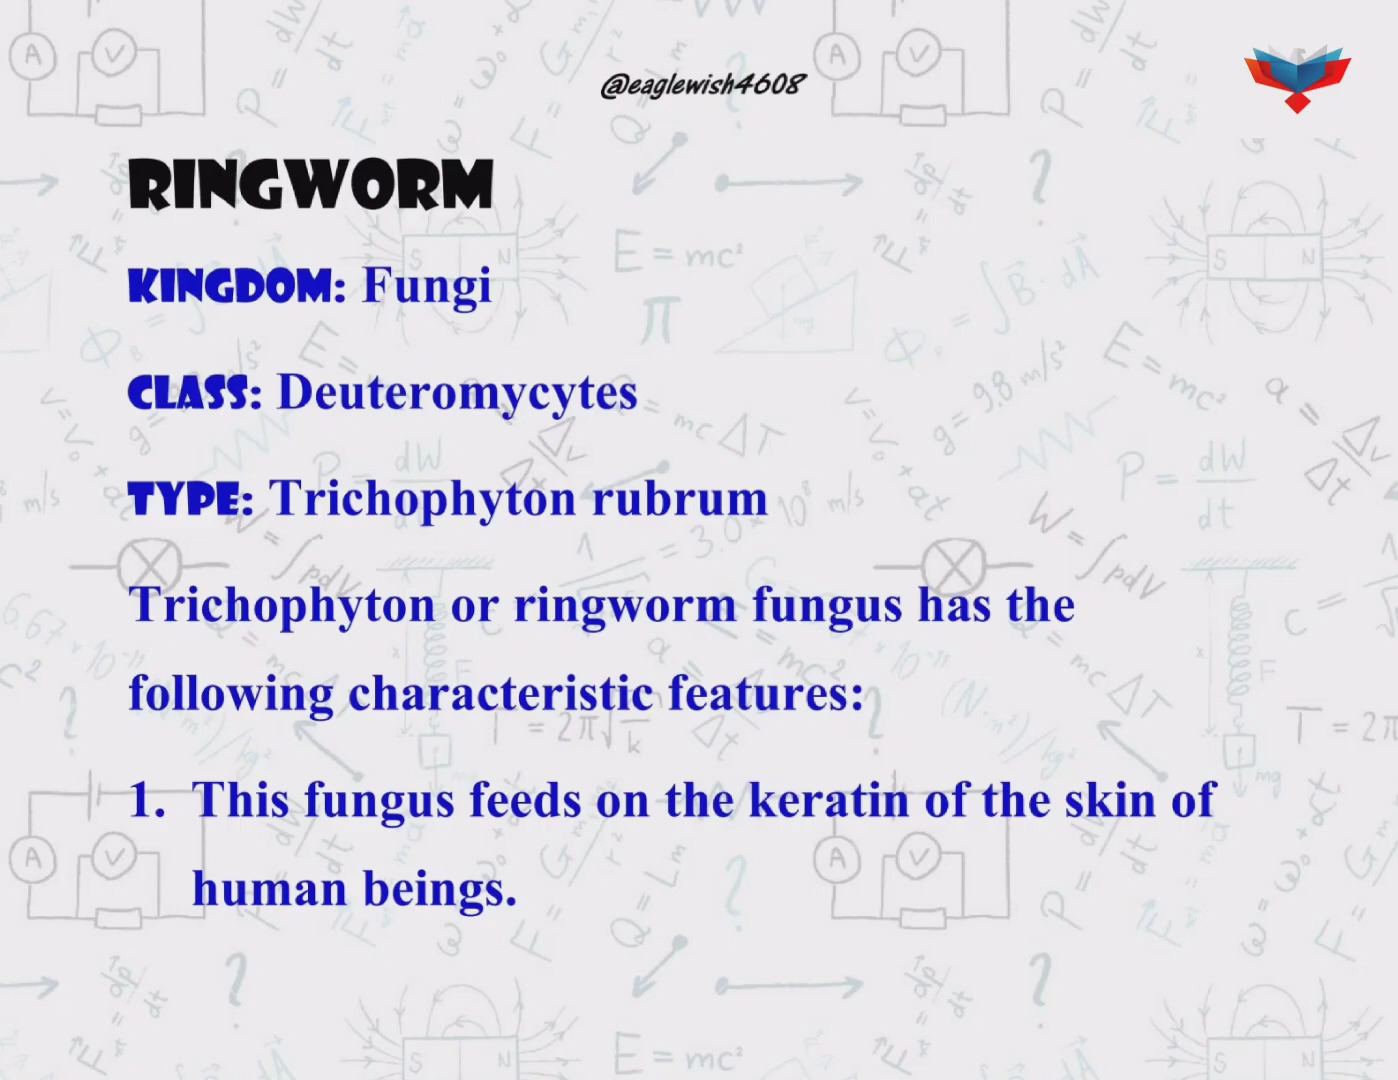 @eaglewish4608
RINGWORM
KINGDOM: Fungi
CLASS: Deuteromycytes
TYPE: Trichophyton rubrum
Trichophyton or ringworm fungus has the
following characteristic features:
1. This fungus feeds on the keratin of the skin of
human beings.